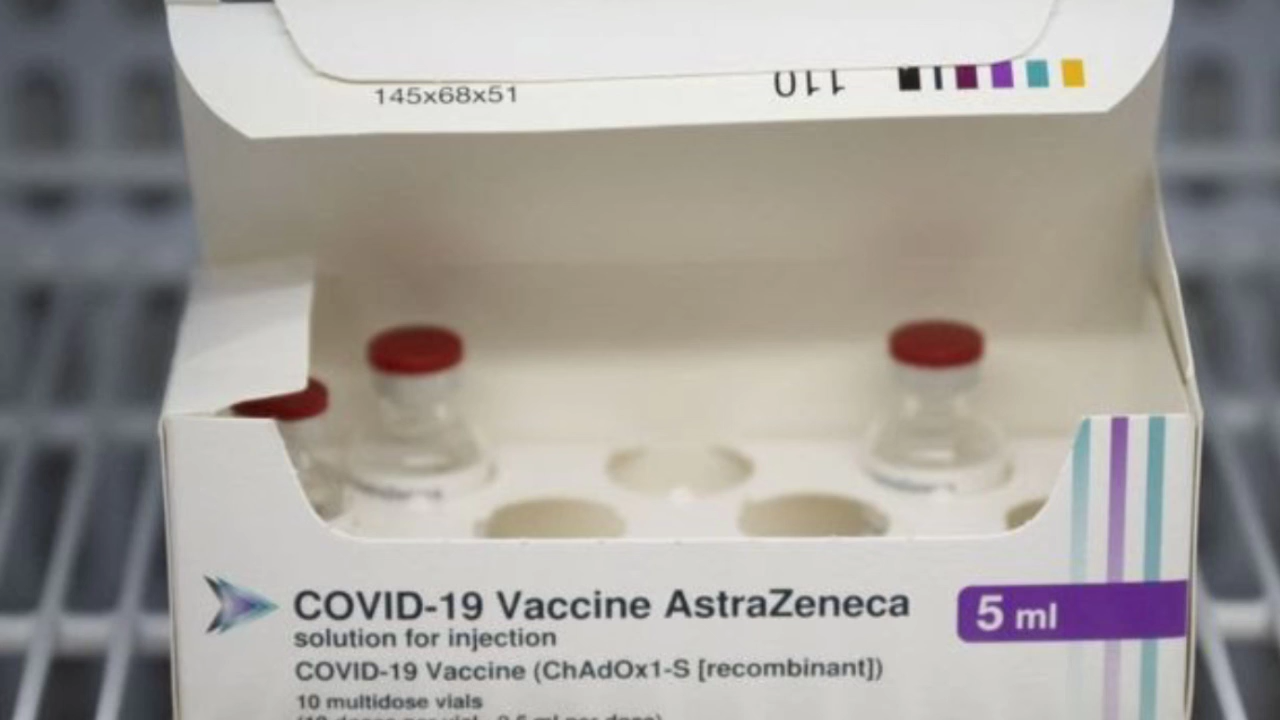 145x68x51
110
COVID-19 Vaccine AstraZeneca
5 ml
solution for injection
COVID-19 Vaccine (ChAdOx1-S [recombinant])
10 multidose vials